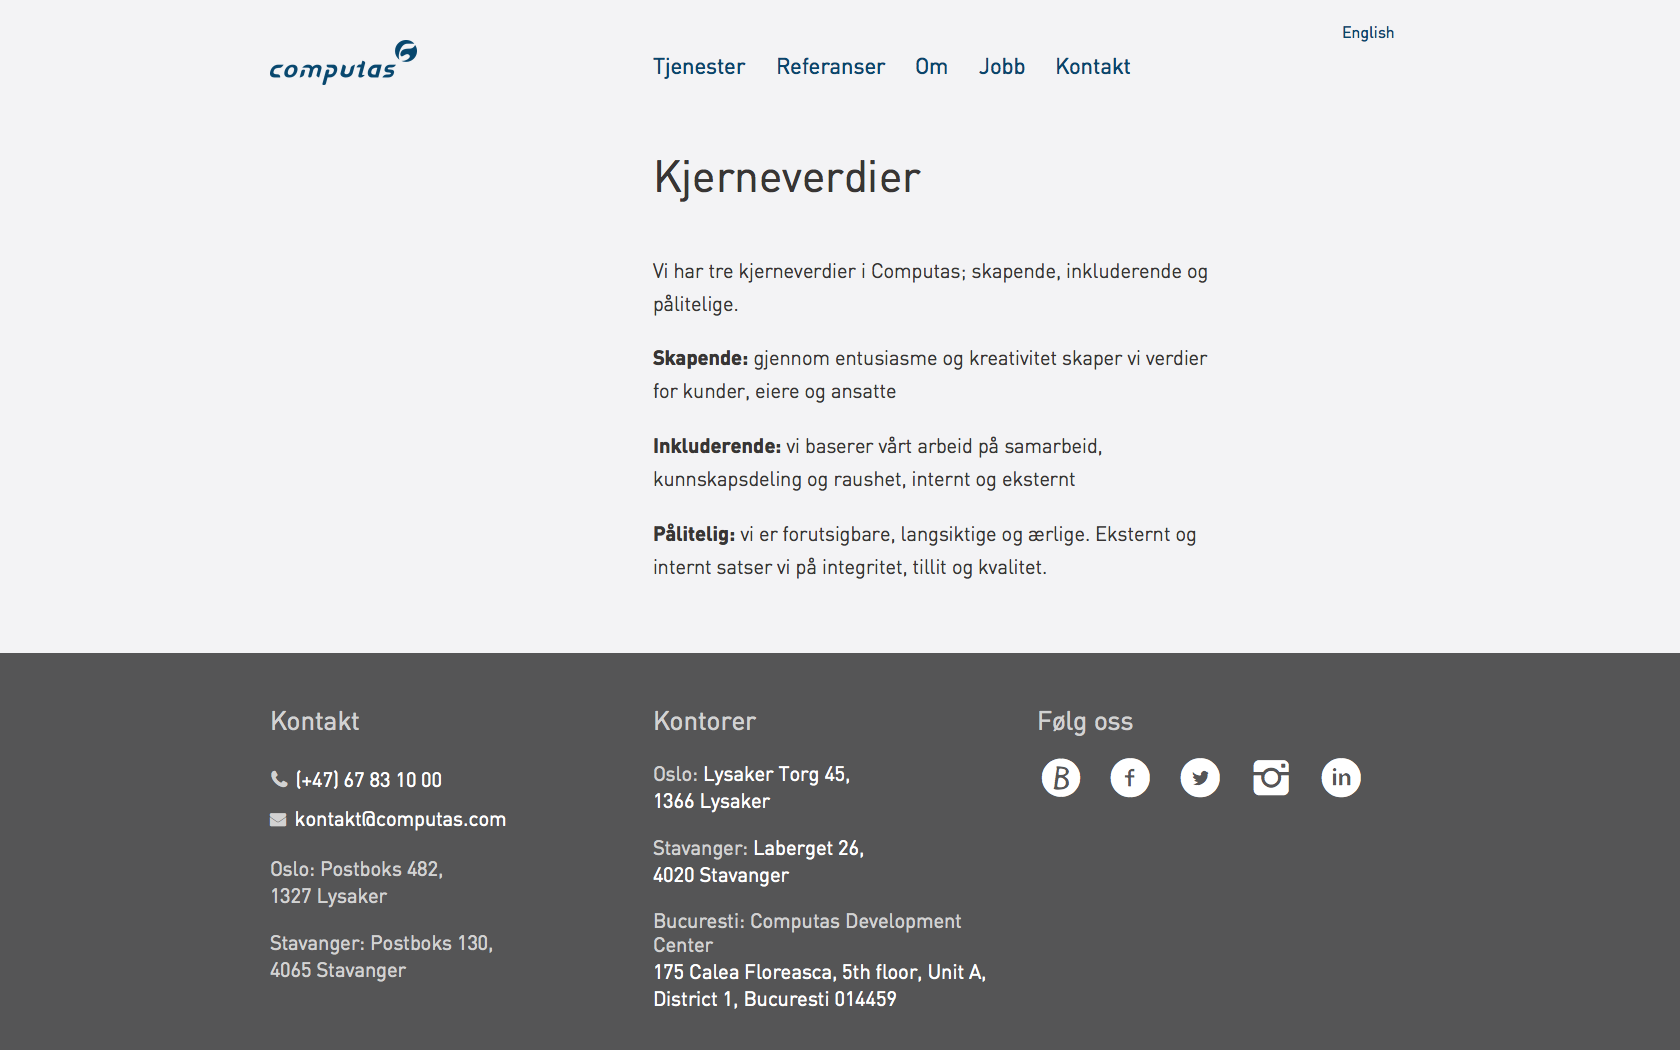 English
computas
Tjenester Referanser Om Jobb Kontakt
Kjerneverdier
Vi har tre kjerneverdier i Computas; skapende, inkluderende og
pålitelige.
Skapende: gjennom entusiasme og kreativitet skaper vi verdier
for kunder, eiere og ansatte
Inkluderende: vi baserer vårt arbeid på samarbeid,
kunnskapsdeling og raushet, internt og eksternt
Pålitelig: vi er forutsigbare, langsiktige og ærlige. Eksternt og
internt satser vi på integritet, tillit og kvalitet.
Kontakt
(+47) 67 83 10 00
kontakt@computas.com
Oslo: Postboks 482,
1327 Lysaker
Stavanger: Postboks 130,
4065 Stavanger
Kontorer
Oslo: Lysaker Torg 45,
1366 Lysaker
Stavanger: Laberget 26,
4020 Stavanger
Bucuresti: Computas Development
Center
175 Calea Floreasca, 5th floor, Unit A,
District 1, Bucuresti 014459
Følg oss
B f in